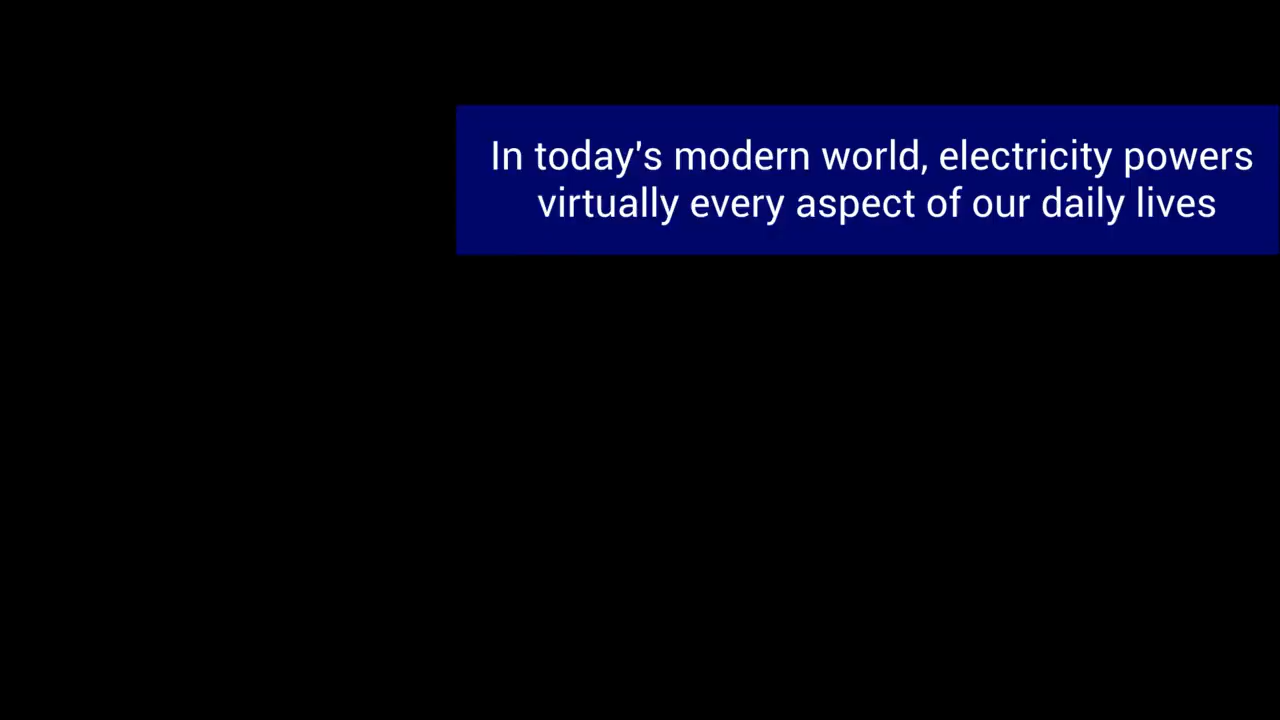 In today's modern world, electricity powers
virtually every aspect of our daily lives